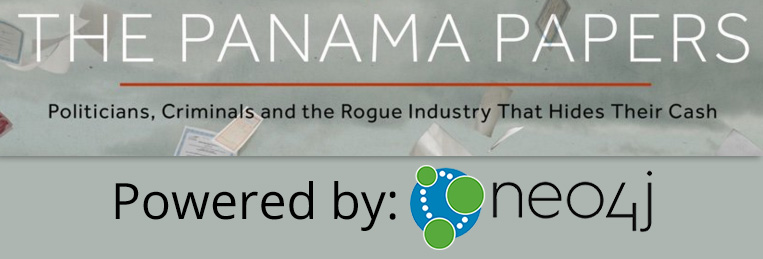 THE PANAMA PAPERS
Politicians, Criminals and the Rogue Industry That Hides Their Cash
Powered by: neo4j